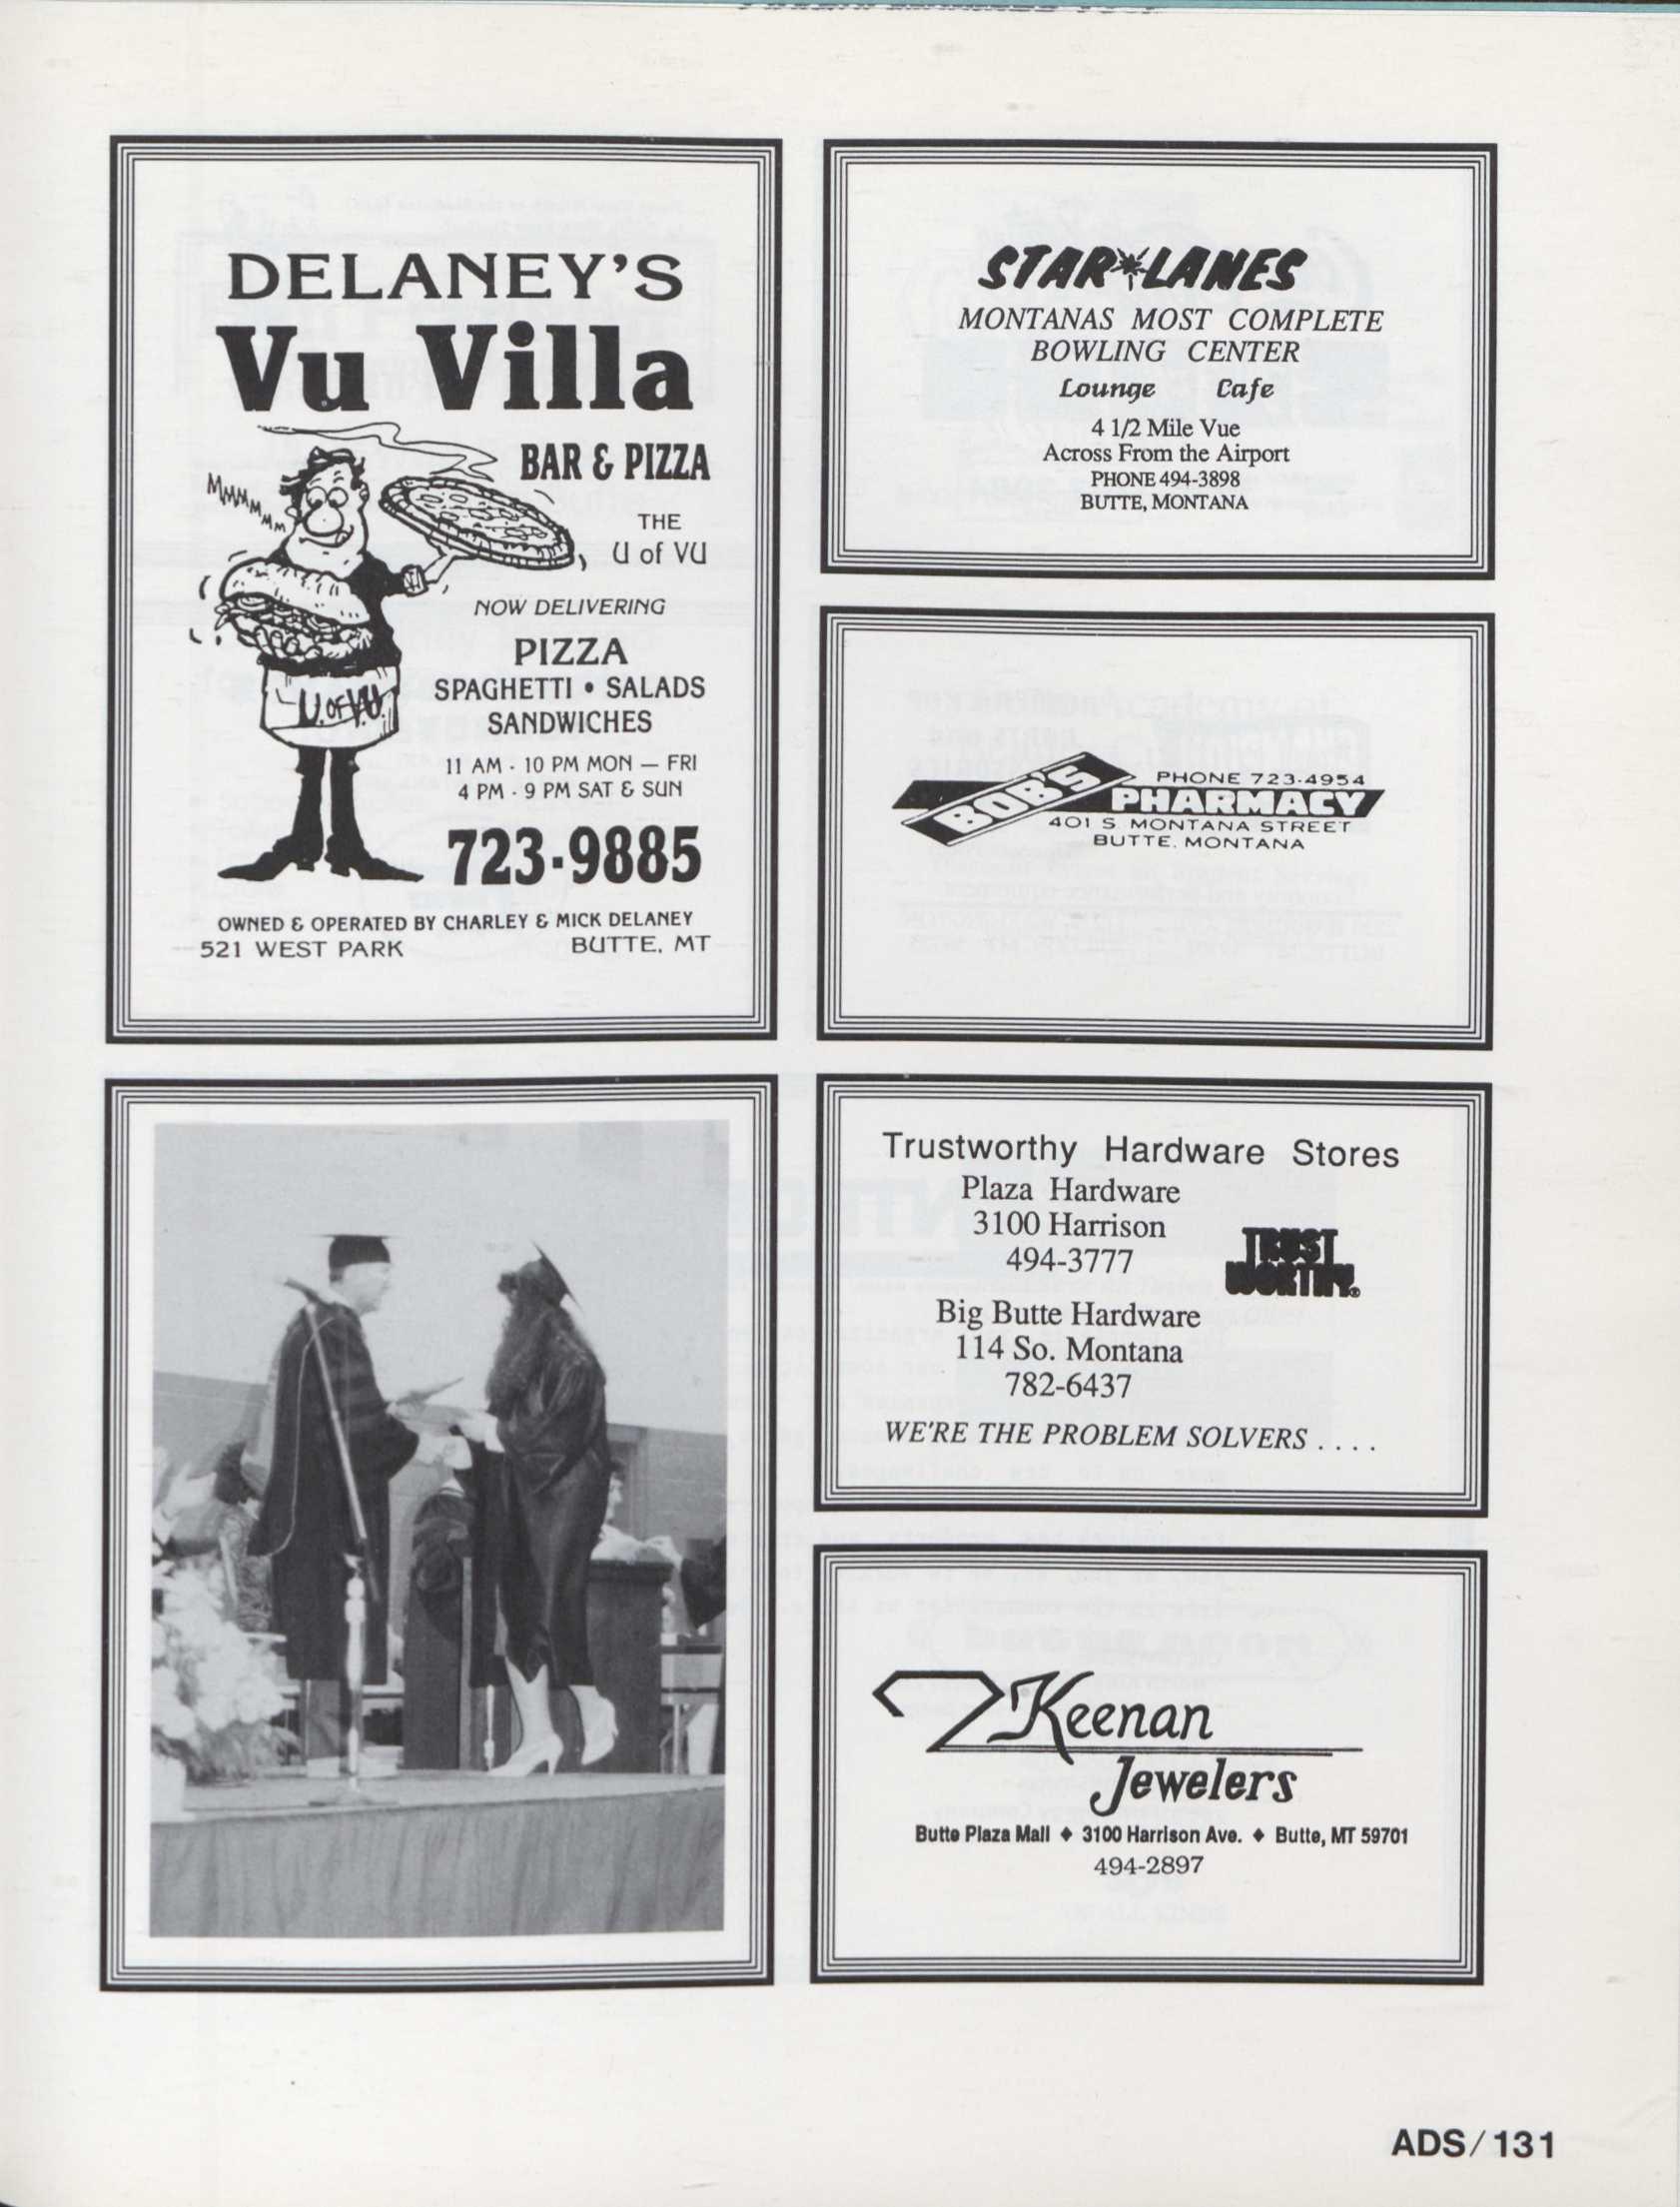 DELANEY'S
Vu Villa
BAR & PIZZA
MMMMMM
THE
U of VU
NOW DELIVERING
PIZZA
SPAGHETTI • SALADS
SANDWICHES
U. OF V.U.
11 AM - 10 PM MON — FRI
4 PM - 9 PM SAT & SUN
723-9885
OWNED & OPERATED BY CHARLEY & MICK DELANEY
521 WEST PARK BUTTE, MT
STAR LANES
MONTANAS MOST COMPLETE
BOWLING CENTER
Lounge Cafe
4 1/2 Mile Vue
Across From the Airport
PHONE 494-3898
BUTTE, MONTANA
PHONE 723-4954
BOB'S PHARMACY
401 S MONTANA STREET
BUTTE, MONTANA
Trustworthy Hardware Stores
Plaza Hardware
3100 Harrison
494-3777
TRUST
WORTHY®
Big Butte Hardware
114 So. Montana
782-6437
WE'RE THE PROBLEM SOLVERS . . . .
Keenan
Jewelers
Butte Plaza Mall ♦ 3100 Harrison Ave. ♦ Butte, MT 59701
494-2897
ADS/131